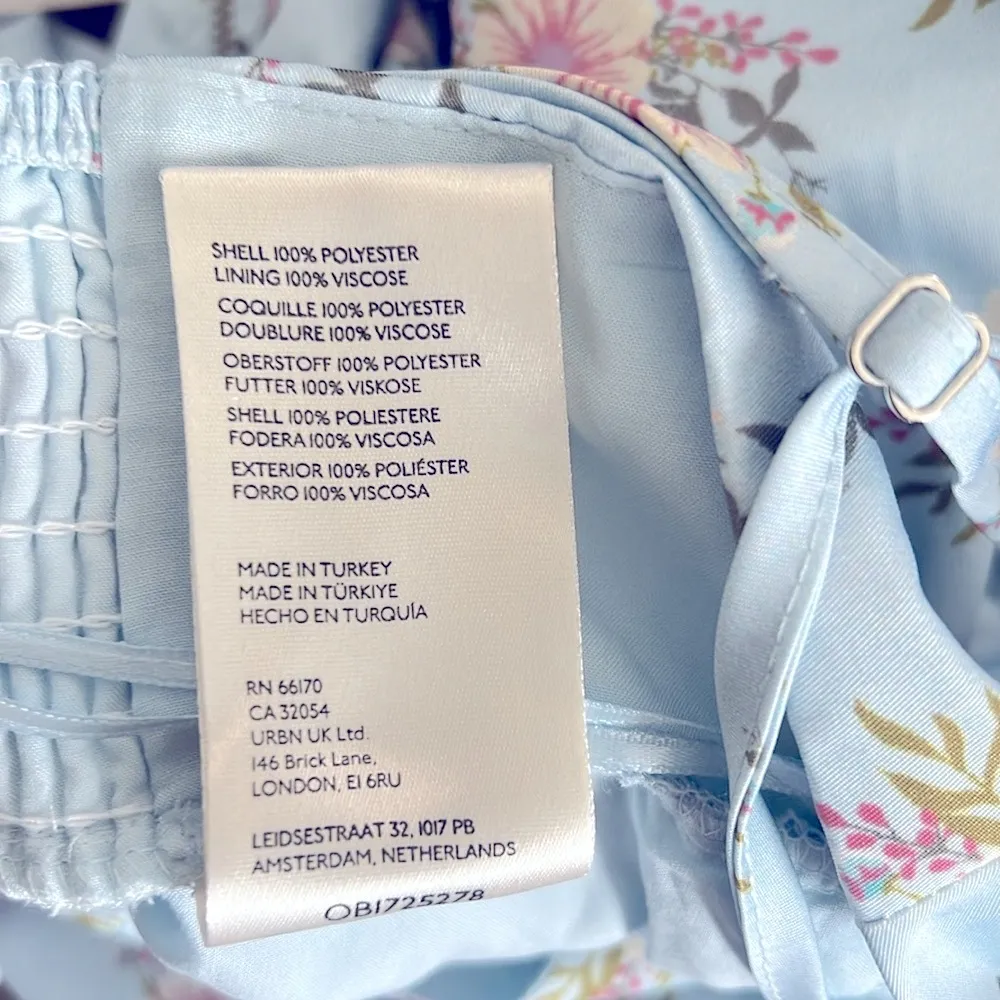 SHELL 100% POLYESTER
LINING 100% VISCOSE
COQUILLE 100% POLYESTER
DOUBLURE 100% VISCOSE
OBERSTOFF 100% POLYESTER
FUTTER 100% VISKOSE
SHELL 100% POLIESTERE
FODERA 100% VISCOSA
EXTERIOR 100% POLIÉSTER
FORRO 100% VISCOSA
MADE IN TURKEY
MADE IN TÜRKIYE
HECHO EN TURQUÍA
RN 66170
CA 32054
URBN UK Ltd.
146 Brick Lane,
LONDON, E1 6RU
LEIDSESTRAAT 32, 1017 PB
AMSTERDAM, NETHERLANDS
OB1725278